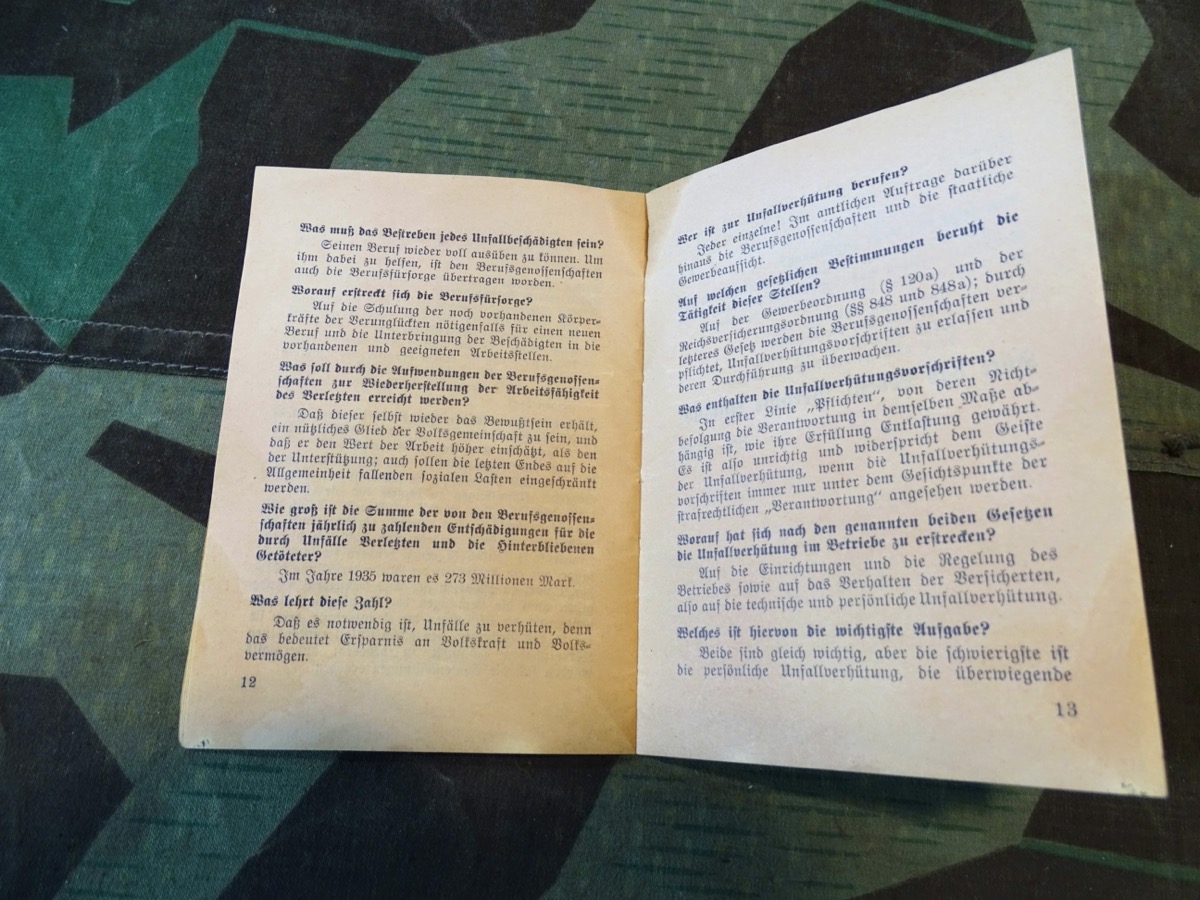 Was muß das Bestreben jedes Unfallbeschädigten sein?
Seinen Beruf wieder voll ausüben zu können. Um
ihm dabei zu helfen, ist den Berufsgenossenschaften
auch die Berufsfürsorge übertragen worden.
Worauf erstreckt sich die Berufsfürsorge?
Auf die Schulung der noch vorhandenen Körper-
kräfte der Verunglückten nötigenfalls für einen neuen
Beruf und die Unterbringung der Beschädigten in die
vorhandenen und geeigneten Arbeitsstellen.
Was soll durch die Aufwendungen der Berufsgenossen-
schaften zur Wiederherstellung der Arbeitsfähigkeit
des Verletzten erreicht werden?
Daß dieser selbst wieder das Bewußtsein erhält,
ein nützliches Glied der Volksgemeinschaft zu sein, und
daß er den Wert der Arbeit höher einschätzt, als den
der Unterstützung; auch sollen die letzten Endes auf die
Allgemeinheit fallenden sozialen Lasten eingeschränkt
werden.
Wie groß ist die Summe der von den Berufsgenossen-
schaften jährlich zu zahlenden Entschädigungen für die
durch Unfälle Verletzten und die Hinterbliebenen
Getöteter?
Im Jahre 1935 waren es 273 Millionen Mark.
Was lehrt diese Zahl?
Daß es notwendig ist, Unfälle zu verhüten, denn
das bedeutet Ersparnis an Volkskraft und Volks-
vermögen.
12
Wer ist zur Unfallverhütung berufen?
Jeder einzelne! Im amtlichen Auftrage darüber
hinaus die Berufsgenossenschaften und die staatliche
Gewerbeaufsicht.
Auf welchen gesetzlichen Bestimmungen beruht die
Tätigkeit dieser Stellen?
Auf der Gewerbeordnung (§ 120a) und der
Reichsversicherungsordnung (§§ 848 und 848a); durch
letzteres Gesetz werden die Berufsgenossenschaften ver-
pflichtet, Unfallverhütungsvorschriften zu erlassen und
deren Durchführung zu überwachen.
Was enthalten die Unfallverhütungsvorschriften?
In erster Linie „Pflichten“, von deren Nicht-
befolgung die Verantwortung in demselben Maße ab-
hängig ist, wie ihre Erfüllung Entlastung gewährt.
Es ist also unrichtig und widerspricht dem Geiste
der Unfallverhütung, wenn die Unfallverhütungs-
vorschriften immer nur unter dem Gesichtspunkte der
strafrechtlichen „Verantwortung“ angesehen werden.
Worauf hat sich nach den genannten beiden Gesetzen
die Unfallverhütung im Betriebe zu erstrecken?
Auf die Einrichtungen und die Regelung des
Betriebes sowie auf das Verhalten der Versicherten,
also auf die technische und persönliche Unfallverhütung.
Welches ist hiervon die wichtigste Aufgabe?
Beide sind gleich wichtig, aber die schwierigste ist
die persönliche Unfallverhütung, die überwiegende
13